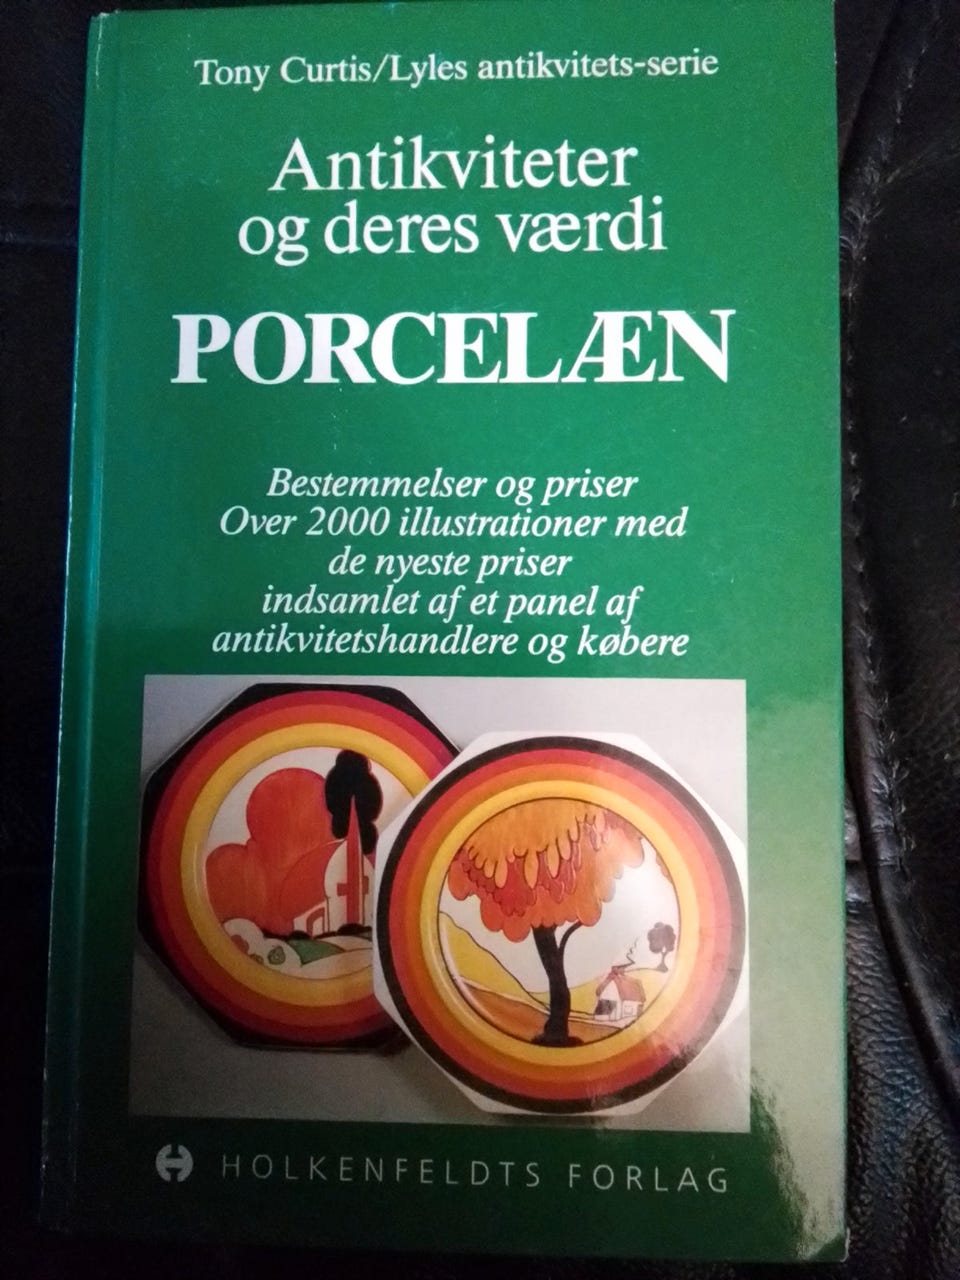 Tony Curtis/Lyles antikvitets-serie
Antikviteter
og deres værdi
PORCELÆN
Bestemmelser og priser
Over 2000 illustrationer med
de nyeste priser
indsamlet af et panel af
antikvitetshandlere og købere
HOLKENFELDTS FORLAG